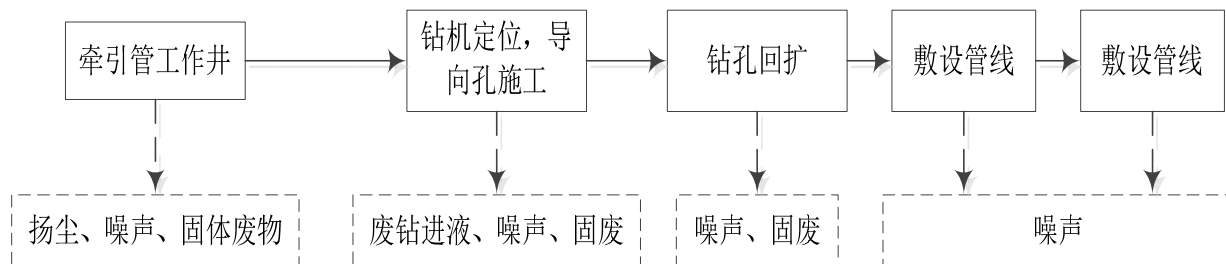 牵引管工作井
钻机定位，导
向孔施工
钻孔回扩
敷设管线
敷设管线
扬尘、噪声、固体废物
废钻进液、噪声、固废
噪声、固废
噪声